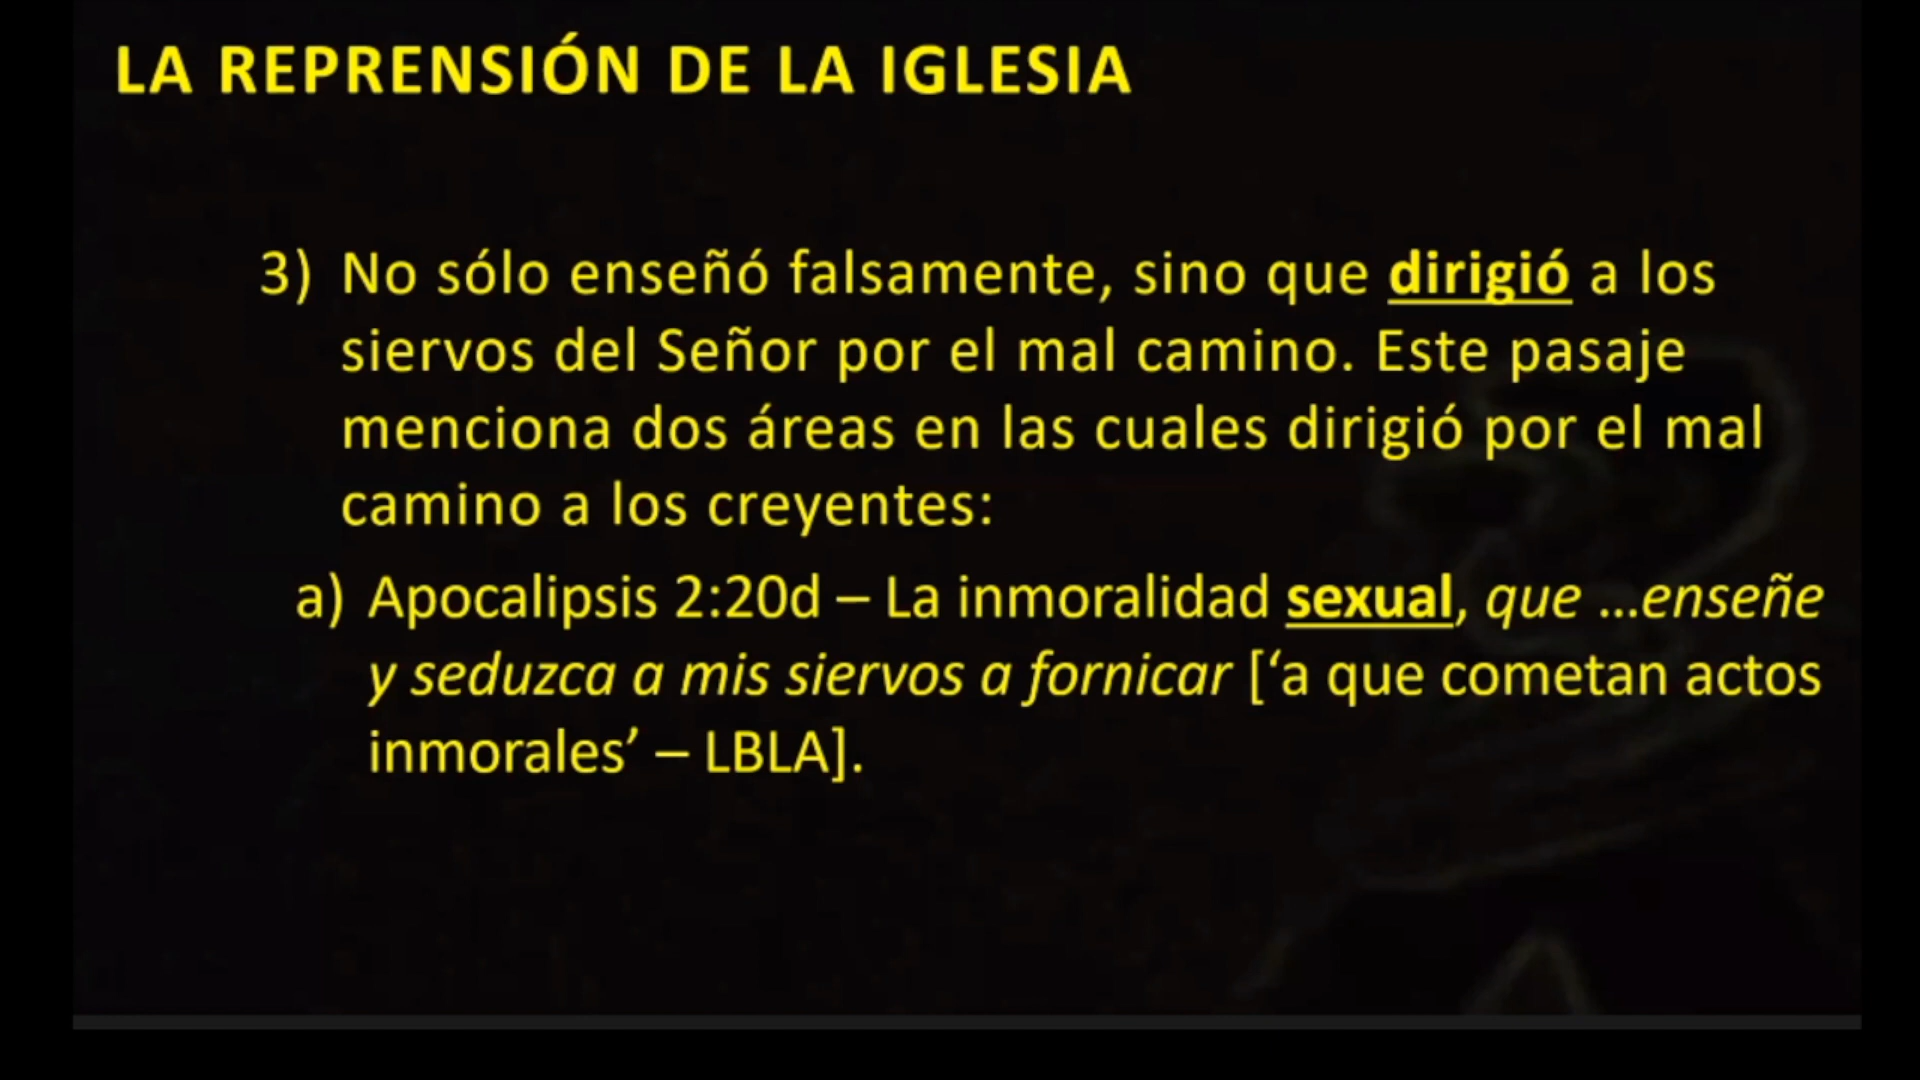 LA REPRENSIÓN DE LA IGLESIA
3) No sólo enseñó falsamente, sino que dirigió a los
siervos del Señor por el mal camino. Este pasaje
menciona dos áreas en las cuales dirigió por el mal
camino a los creyentes:
a) Apocalipsis 2:20d – La inmoralidad sexual, que ...enseñe
y seduzca a mis siervos a fornicar [‘a que cometan actos
inmorales’ – LBLA].